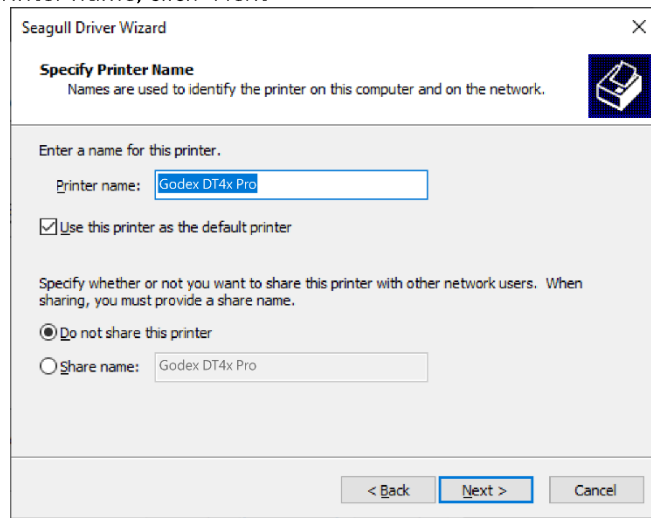 Seagull Driver Wizard
Specify Printer Name
Names are used to identify the printer on this computer and on the network.
Enter a name for this printer.
Printer name: Godex DT4x Pro
Use this printer as the default printer
Specify whether or not you want to share this printer with other network users. When
sharing, you must provide a share name.
Do not share this printer
Share name: Godex DT4x Pro
< Back Next > Cancel